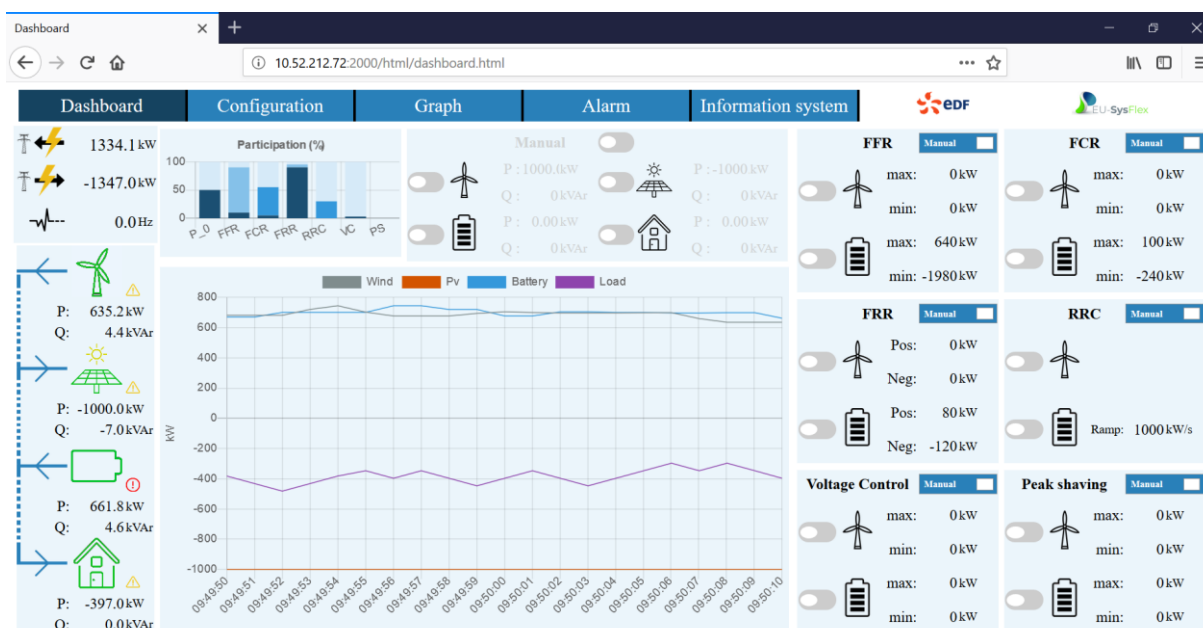 Dashboard
10.52.212.72:2000/html/dashboard.html
Dashboard Configuration Graph Alarm Information system eDF EU-SysFlex
1334.1 kW
-1347.0 kW
0.0 Hz
P: 635.2 kW
Q: 4.4 kVAr
P: -1000.0 kW
Q: -7.0 kVAr
P: 661.8 kW
Q: 4.6 kVAr
P: -397.0 kW
Q: 0.0 kVAr
Participation (%)
100
50
0
P_0 FFR FCR FRR RRC VC PS
Manual
P : 1000.0kW
Q : 0 kVAr
P : -1000 kW
Q : 0 kVAr
P : 0.00 kW
Q : 0 kVAr
P : 0.00 kW
Q : 0 kVAr
Wind Pv Battery Load
kW
800
600
400
200
0
-200
-400
-600
-800
-1000
09:49:50 09:49:51 09:49:52 09:49:53 09:49:54 09:49:55 09:49:56 09:49:57 09:49:58 09:49:59 09:50:00 09:50:01 09:50:02 09:50:03 09:50:04 09:50:05 09:50:06 09:50:07 09:50:08 09:50:09 09:50:10
FFR Manual
max: 0 kW
min: 0 kW
max: 640 kW
min: -1980 kW
FCR Manual
max: 0 kW
min: 0 kW
max: 100 kW
min: -240 kW
FRR Manual
Pos: 0 kW
Neg: 0 kW
Pos: 80 kW
Neg: -120 kW
RRC Manual
Ramp: 1000 kW/s
Voltage Control Manual
max: 0 kW
min: 0 kW
max: 0 kW
min: 0 kW
Peak shaving Manual
max: 0 kW
min: 0 kW
max: 0 kW
min: 0 kW